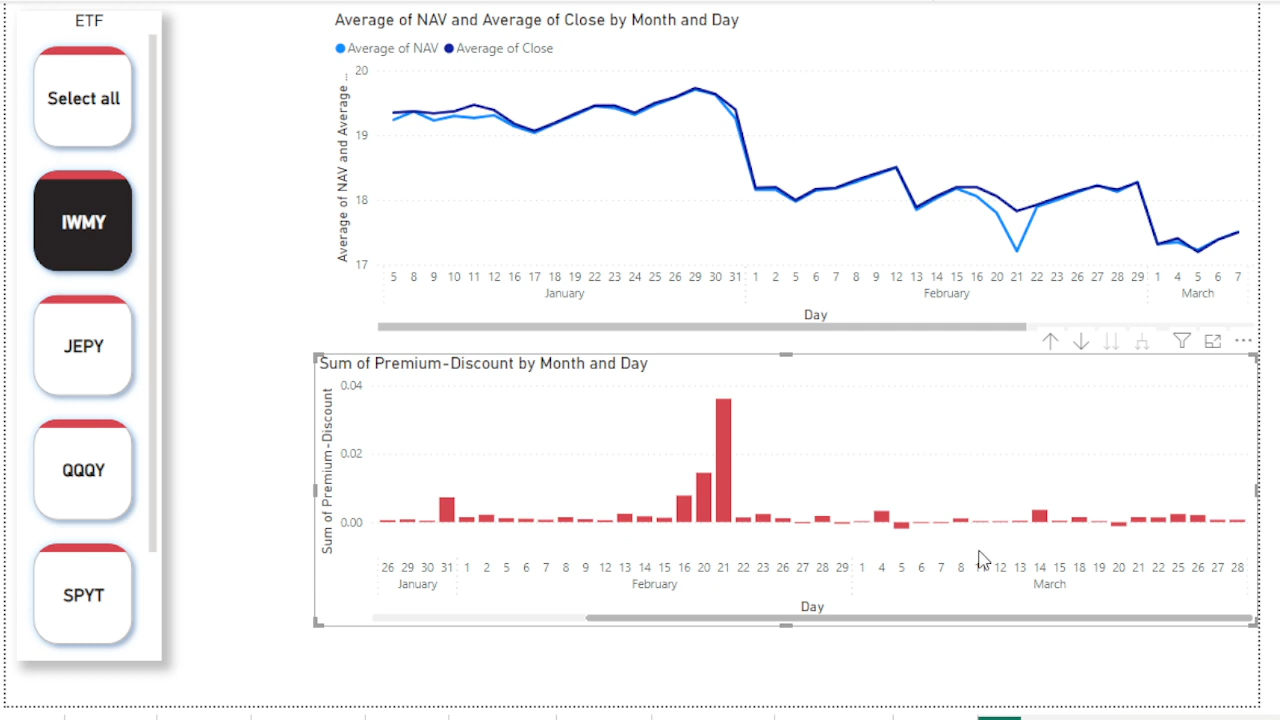 ETF
Select all
IWMY
JEPY
QQQY
SPYT
Average of NAV and Average of Close by Month and Day
Average of NAV Average of Close
Average of NAV and Average ...
20
19
18
17
5 8 9 10 11 12 16 17 18 19 22 23 24 25 26 29 30 31 1 2 5 6 7 8 9 12 13 14 15 16 20 21 22 23 26 27 28 29 1 4 5 6 7
January February March
Day
Sum of Premium-Discount by Month and Day
Sum of Premium-Discount
0.04
0.02
0.00
26 29 30 31 1 2 5 6 7 8 9 12 13 14 15 16 20 21 22 23 26 27 28 29 1 4 5 6 7 8 12 13 14 15 18 19 20 21 22 25 26 27 28
January February March
Day